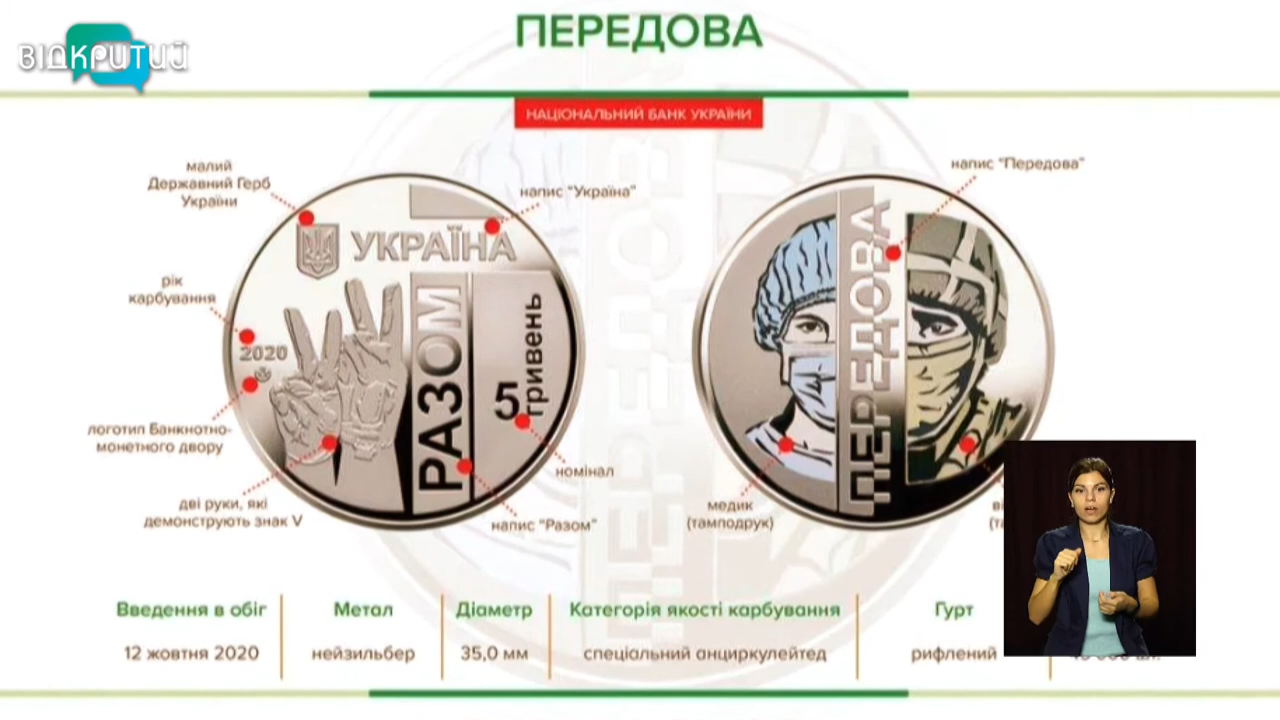 ПЕРЕДОВА
ВІДКРИТИЙ
НАЦІОНАЛЬНИЙ БАНК УКРАЇНИ
малий
Державний Герб
України
напис "Україна"
напис "Передова"
УКРАЇНА
рік
карбування
2020
РАЗОМ
5
гривень
ПЕРЕДОВА
логотип Банкнотно-
монетного двору
номінал
дві руки, які
демонструють знак V
напис "Разом"
медик
(тамподрук)
Введення в обіг
Метал
Діаметр
Категорія якості карбування
Гурт
12 жовтня 2020
нейзильбер
35,0 мм
спеціальний анциркулейтед
рифлений